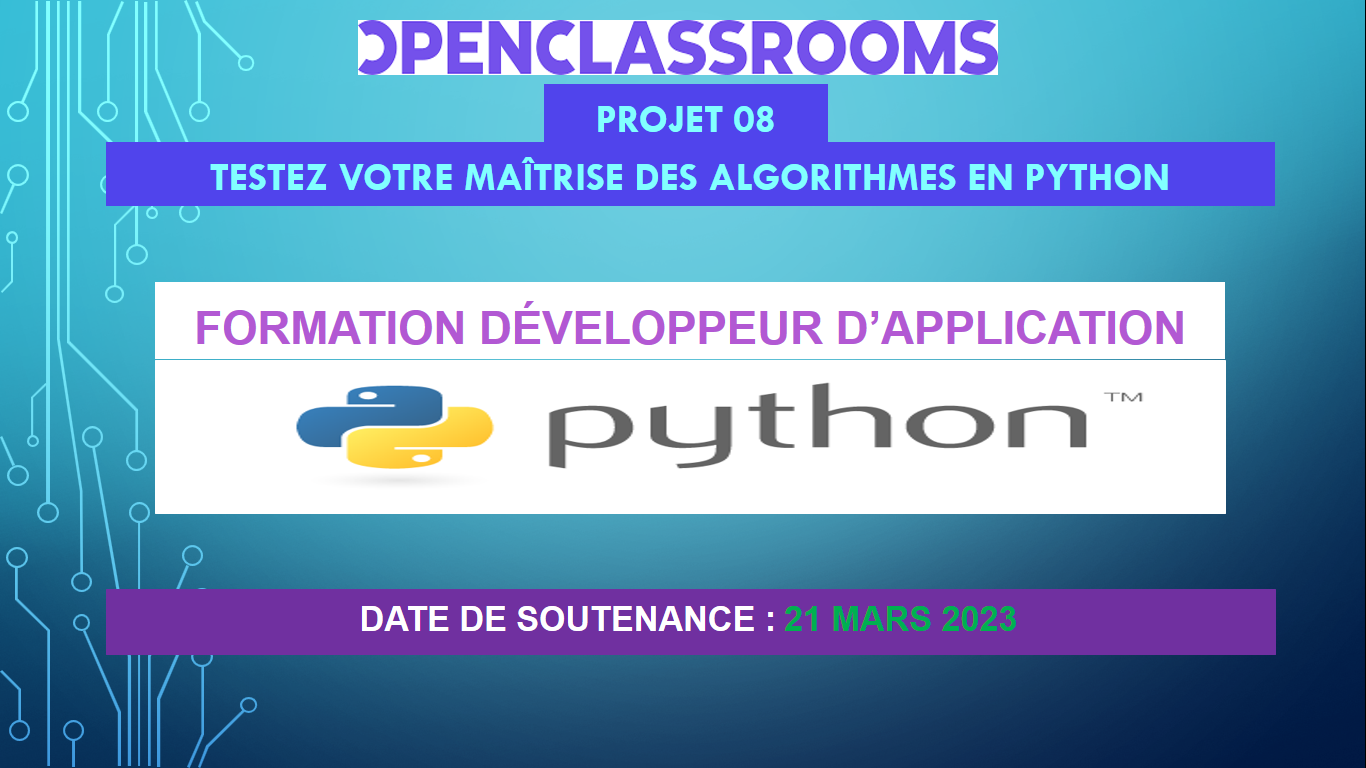 OPENCLASSROOMS
PROJET 08
TESTEZ VOTRE MAÎTRISE DES ALGORITHMES EN PYTHON
FORMATION DÉVELOPPEUR D’APPLICATION
python™
DATE DE SOUTENANCE : 21 MARS 2023